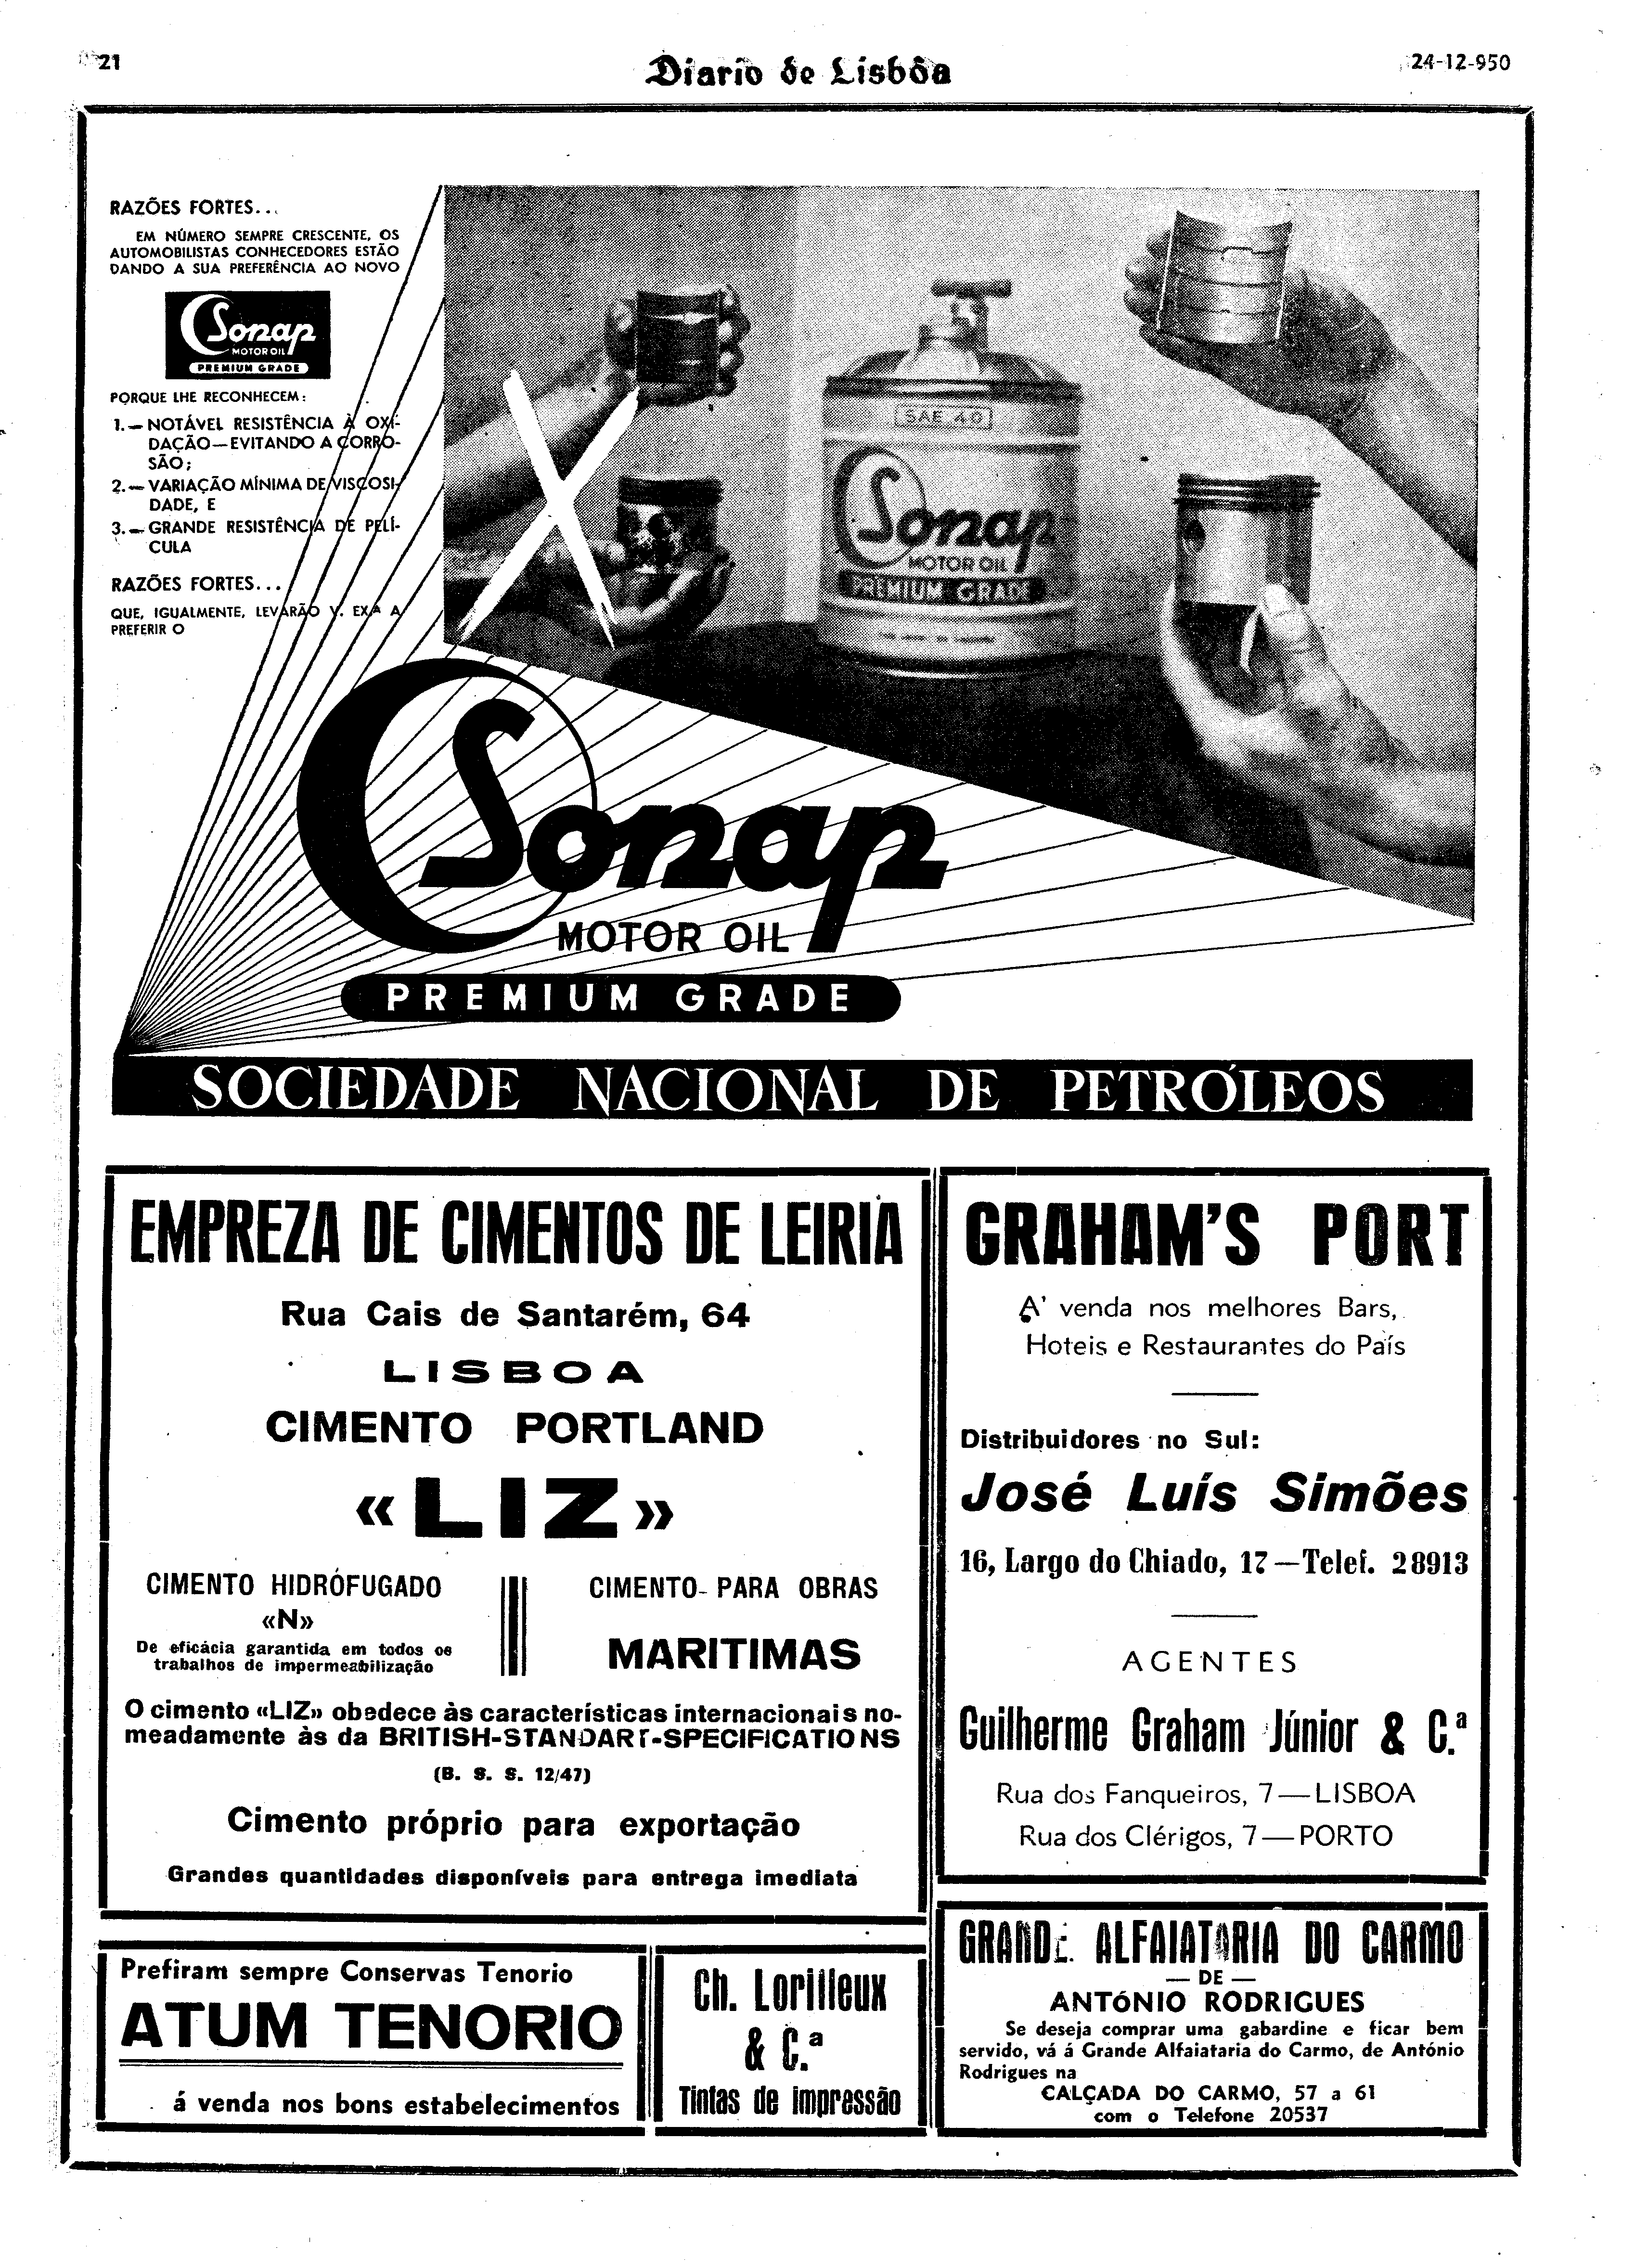 21
Diario de Lisbôa
24-12-950
RAZÕES FORTES...
EM NÚMERO SEMPRE CRESCENTE, OS
AUTOMOBILISTAS CONHECEDORES ESTÃO
DANDO A SUA PREFERÊNCIA AO NOVO
Sonap
MOTOR OIL
PREMIUM GRADE
PORQUE LHE RECONHECEM:
1.—NOTÁVEL RESISTÊNCIA À OXI-
DAÇÃO—EVITANDO A CORRO-
SÃO;
2.—VARIAÇÃO MÍNIMA DE VISCOSI-
DADE, E
3.—GRANDE RESISTÊNCIA DE PELÍ-
CULA
RAZÕES FORTES...
QUE, IGUALMENTE, LEVARÃO V. EXª A
PREFERIR O
SAE 40
Sonap
MOTOR OIL
PREMIUM GRADE
Sonap
MOTOR OIL
PREMIUM GRADE
SOCIEDADE NACIONAL DE PETRÓLEOS
EMPREZA DE CIMENTOS DE LEIRIA
Rua Cais de Santarém, 64
LISBOA
CIMENTO PORTLAND
«LIZ»
CIMENTO HIDRÓFUGADO
«N»
De eficácia garantida em todos os
trabalhos de impermeabilização
CIMENTO- PARA OBRAS
MARITIMAS
O cimento «LIZ» obedece às características internacionais no-
meadamente às da BRITISH-STANDART-SPECIFICATIONS
(B. S. S. 12/47)
Cimento próprio para exportação
Grandes quantidades disponíveis para entrega imediata
GRAHAM'S PORT
A' venda nos melhores Bars,
Hoteis e Restaurantes do País
Distribuidores no Sul:
José Luís Simões
16, Largo do Chiado, 17—Telef. 28913
AGENTES
Guilherme Graham Júnior & C.ª
Rua dos Fanqueiros, 7—LISBOA
Rua dos Clérigos, 7—PORTO
Prefiram sempre Conservas Tenorio
ATUM TENORIO
á venda nos bons estabelecimentos
Ch. Lorilleux
& C.ª
Tintas de impressão
GRANDE ALFAIATARIA DO CARMO
— DE —
ANTÓNIO RODRIGUES
Se deseja comprar uma gabardine e ficar bem
servido, vá á Grande Alfaiataria do Carmo, de António
Rodrigues na
CALÇADA DO CARMO, 57 a 61
com o Telefone 20537